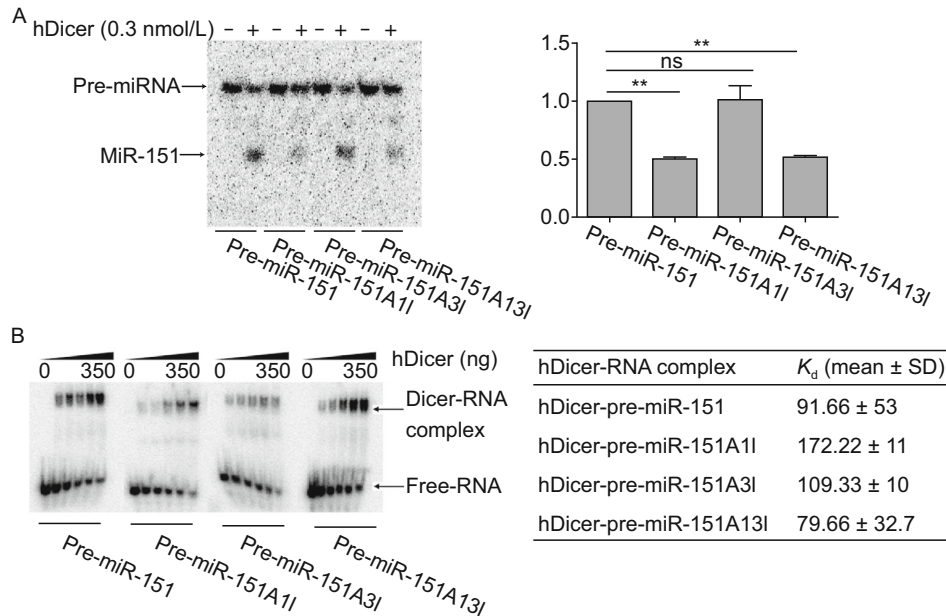 A
hDicer (0.3 nmol/L) − + − + − + − +
Pre-miRNA
MiR-151
Pre-miR-151
Pre-miR-151A1I
Pre-miR-151A3I
Pre-miR-151A13I
1.5
1.0
0.5
0.0
**
ns
**
Pre-miR-151
Pre-miR-151A1I
Pre-miR-151A3I
Pre-miR-151A13I
B
0 350 0 350 0 350 0 350 hDicer (ng)
Dicer-RNA
complex
Free-RNA
Pre-miR-151
Pre-miR-151A1I
Pre-miR-151A3I
Pre-miR-151A13I
hDicer-RNA complex Kd (mean ± SD)
hDicer-pre-miR-151 91.66 ± 53
hDicer-pre-miR-151A1I 172.22 ± 11
hDicer-pre-miR-151A3I 109.33 ± 10
hDicer-pre-miR-151A13I 79.66 ± 32.7